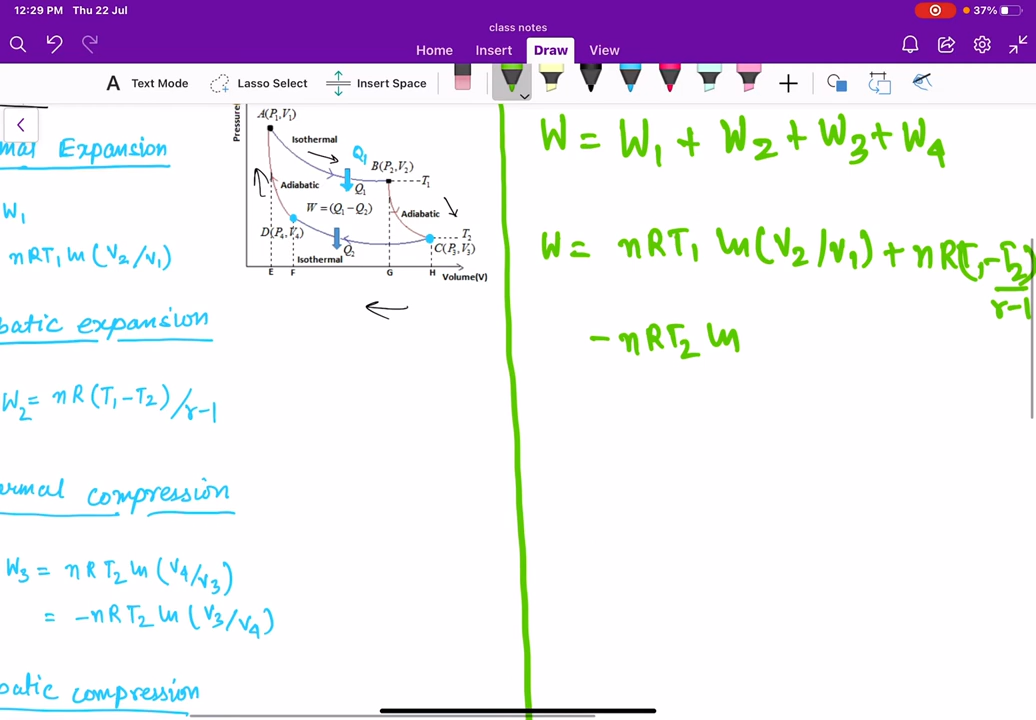 12:29 PM Thu 22 Jul
37%
class notes
Home Insert Draw View
Text Mode Lasso Select Insert Space
mal Expansion
W₁
nRT₁ ln(V₂/V₁)
batic expansion
W₂= nR(T₁-T₂)/r-1
ermal compression
W₃ = nRT₂ ln(V₄/V₃)
= -nRT₂ ln(V₃/V₄)
batic compression
Pressure
A(P₁,V₁)
Isothermal
Q₁
B(P₂,V₂)
T₁
Q₁
Adiabatic
W=(Q₁-Q₂)
Adiabatic
D(P₄,V₄)
T₂
Q₂
C(P₃,V₃)
Isothermal
E F G H Volume(V)
W = W₁ + W₂ + W₃ + W₄
W = nRT₁ ln(V₂/V₁) + nR(T₁-T₂)
r-1
- nRT₂ ln